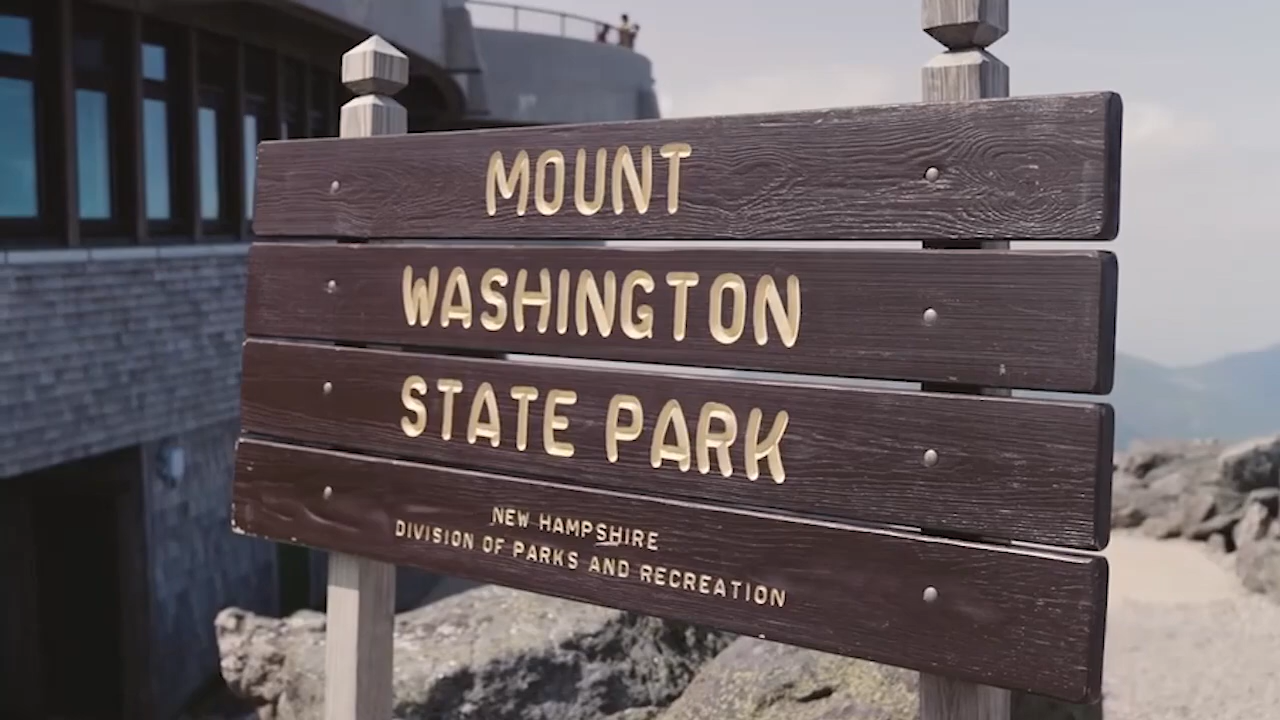 MOUNT
WASHINGTON
STATE PARK
NEW HAMPSHIRE
DIVISION OF PARKS AND RECREATION